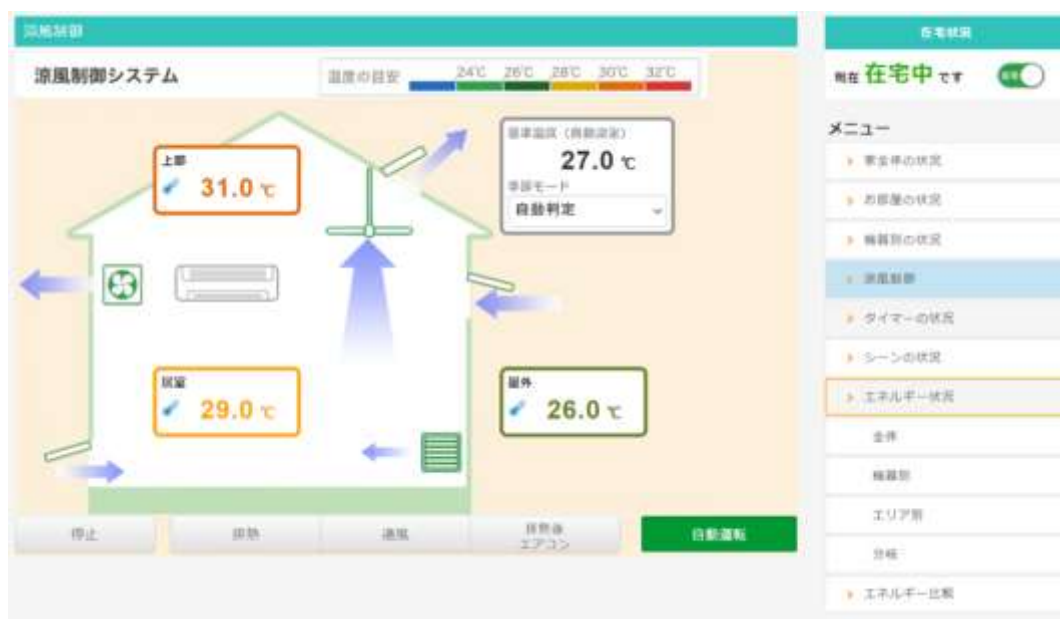 涼風制御
涼風制御システム
温度の目安
24℃ 26℃ 28℃ 30℃ 32℃
上部
31.0 ℃
基準温度（自動設定）
27.0 ℃
季節モード
自動判定
居室
29.0 ℃
屋外
26.0 ℃
停止
排熱
通風
排熱後
エアコン
自動運転
在宅状況
現在 在宅中 です
在宅
メニュー
家全体の状況
お部屋の状況
機器別の状況
涼風制御
タイマーの状況
シーンの状況
エネルギー状況
全体
機器別
エリア別
分岐
エネルギー比較